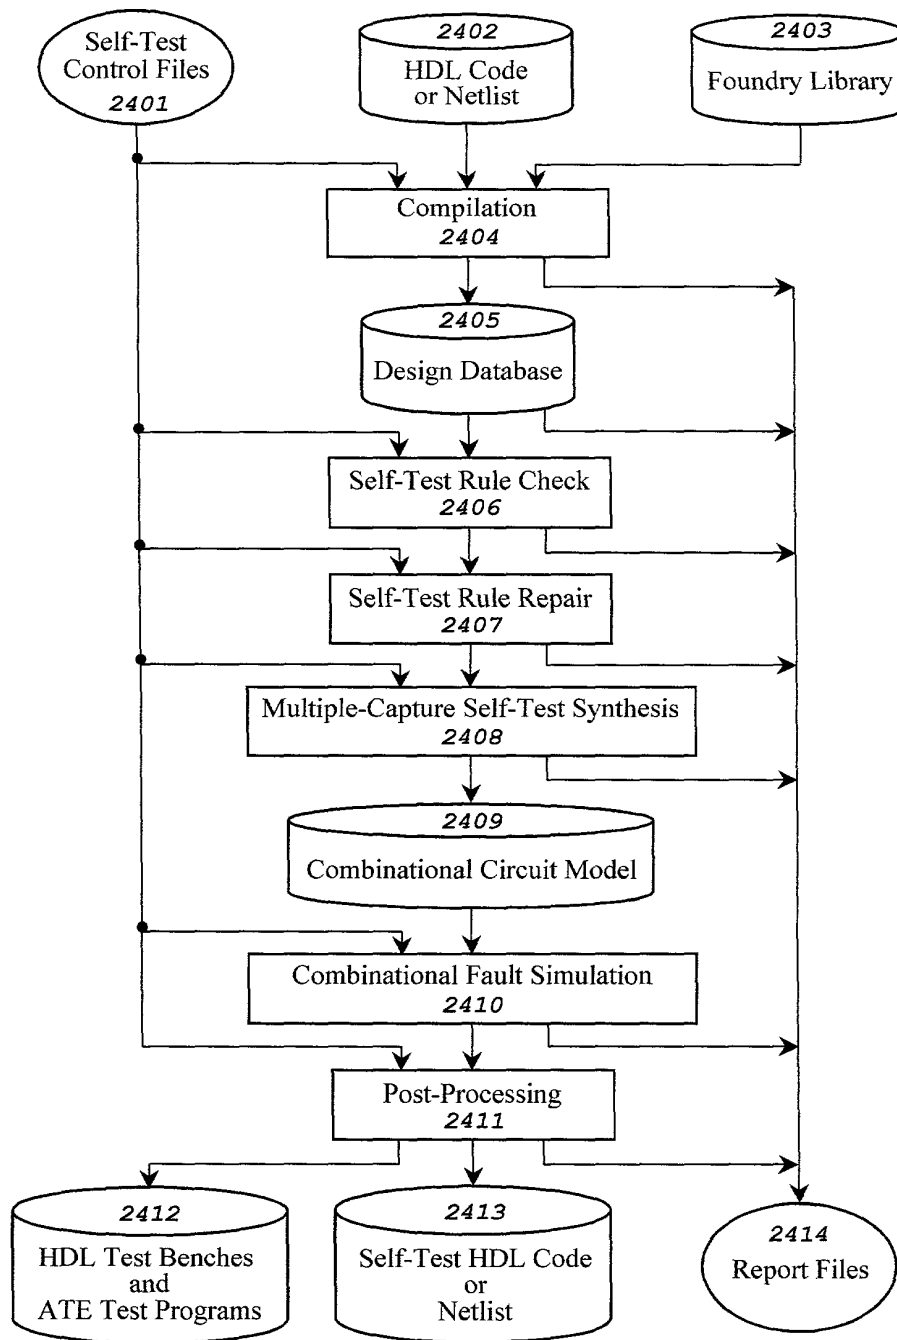 Self-Test
Control Files
2401
2402
HDL Code
or Netlist
2403
Foundry Library
Compilation
2404
2405
Design Database
Self-Test Rule Check
2406
Self-Test Rule Repair
2407
Multiple-Capture Self-Test Synthesis
2408
2409
Combinational Circuit Model
Combinational Fault Simulation
2410
Post-Processing
2411
2412
HDL Test Benches
and
ATE Test Programs
2413
Self-Test HDL Code
or
Netlist
2414
Report Files